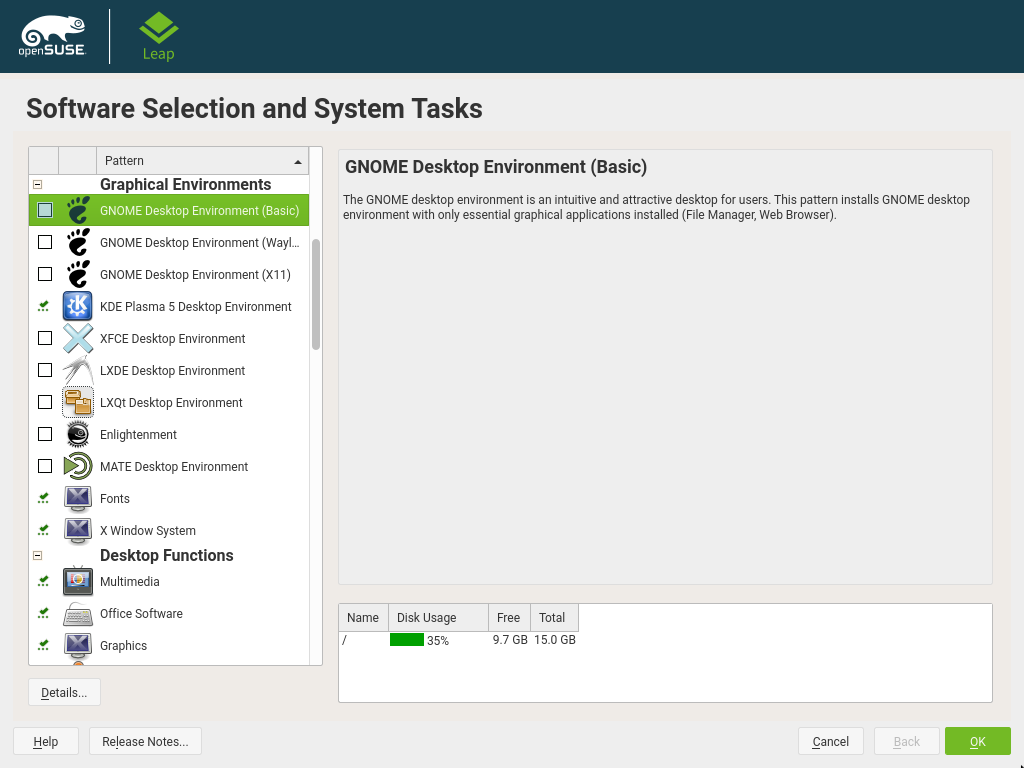 openSUSE.
Leap
Software Selection and System Tasks
Pattern
Graphical Environments
GNOME Desktop Environment (Basic)
GNOME Desktop Environment (Wayl...
GNOME Desktop Environment (X11)
KDE Plasma 5 Desktop Environment
XFCE Desktop Environment
LXDE Desktop Environment
LXQt Desktop Environment
Enlightenment
MATE Desktop Environment
Fonts
X Window System
Desktop Functions
Multimedia
Office Software
Graphics
Details...
GNOME Desktop Environment (Basic)
The GNOME desktop environment is an intuitive and attractive desktop for users. This pattern installs GNOME desktop
environment with only essential graphical applications installed (File Manager, Web Browser).
Name Disk Usage Free Total
/ 35% 9.7 GB 15.0 GB
Help Release Notes... Cancel Back OK